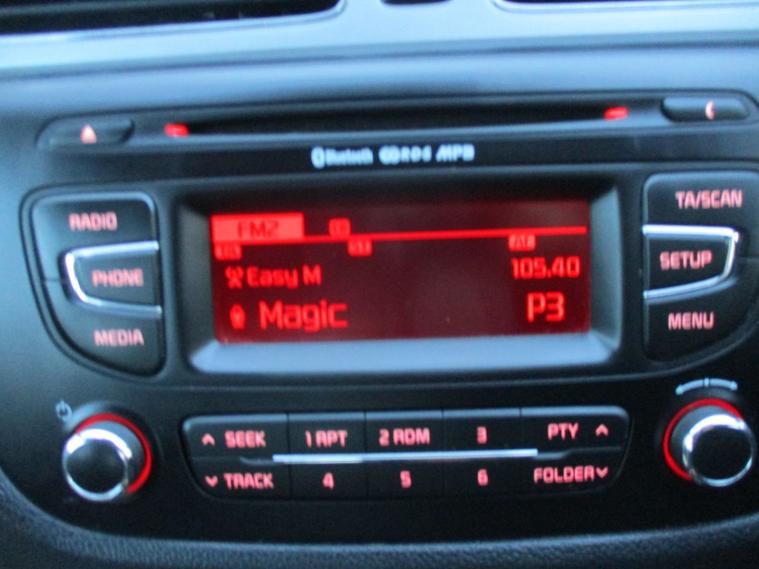 Bluetooth CD RDS MP3
RADIO
PHONE
MEDIA
FM2
AF
Easy M
105.40
Magic
P3
TA/SCAN
SETUP
MENU
SEEK
1 RPT
2 RDM
3
PTY
TRACK
4
5
6
FOLDER